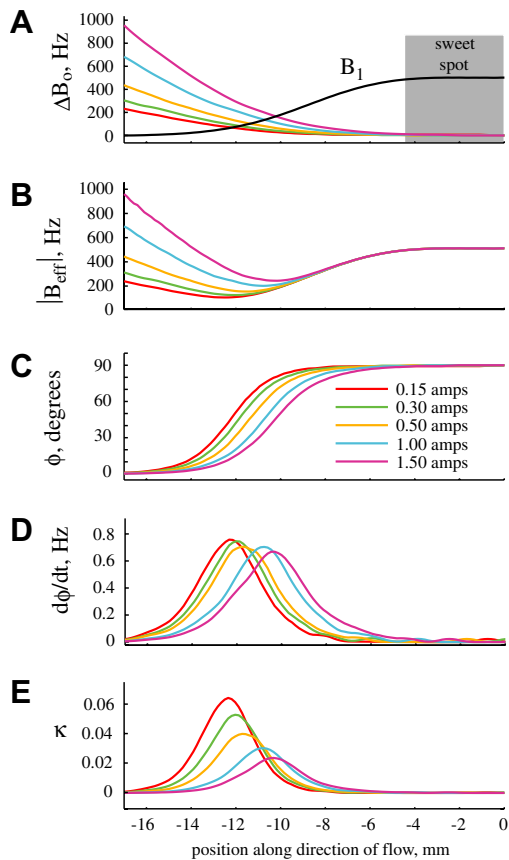 A
1000
800
600
400
200
0
ΔB₀, Hz
B₁
sweet
spot
B
1000
800
600
400
200
0
|B_eff|, Hz
C
90
60
30
0
ϕ, degrees
0.15 amps
0.30 amps
0.50 amps
1.00 amps
1.50 amps
D
0.8
0.6
0.4
0.2
0
dϕ/dt, Hz
E
0.06
0.04
0.02
0
κ
-16 -14 -12 -10 -8 -6 -4 -2 0
position along direction of flow, mm